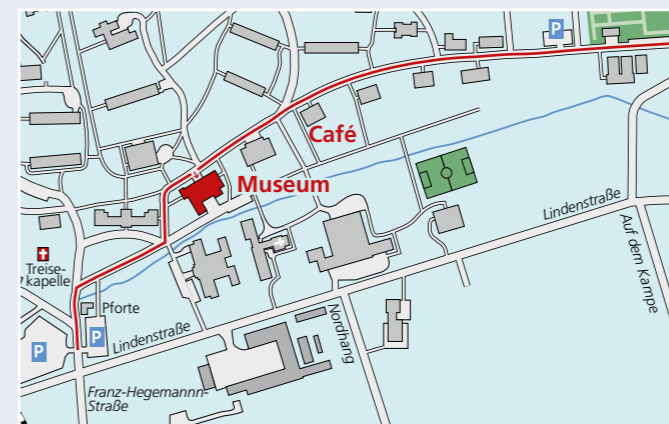 P
Café
Museum
Lindenstraße
Auf dem Kampe
Treise-
kapelle
Pforte
P
P
Lindenstraße
Nordhang
Franz-Hegemannn-
Straße